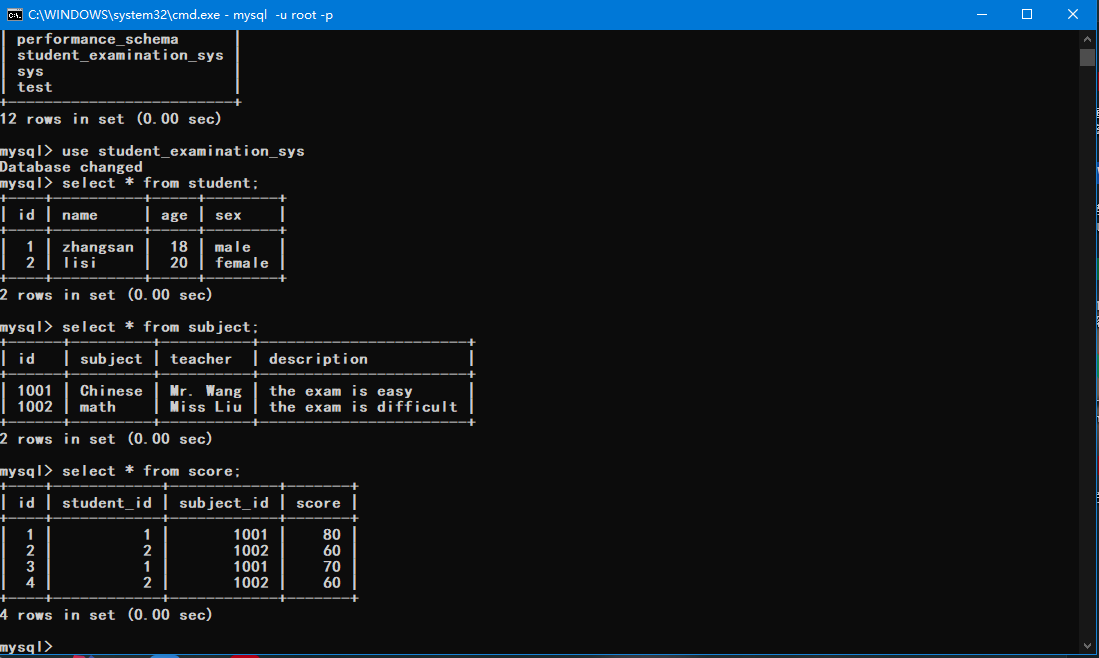 C:\WINDOWS\system32\cmd.exe - mysql  -u root -p
| performance_schema      |
| student_examination_sys |
| sys                     |
| test                    |
+-------------------------+
12 rows in set (0.00 sec)
mysql> use student_examination_sys
Database changed
mysql> select * from student;
+----+----------+-----+--------+
| id | name     | age | sex    |
+----+----------+-----+--------+
|  1 | zhangsan |  18 | male   |
|  2 | lisi     |  20 | female |
+----+----------+-----+--------+
2 rows in set (0.00 sec)
mysql> select * from subject;
+------+---------+-----------+-----------------------+
| id   | subject | teacher   | description           |
+------+---------+-----------+-----------------------+
| 1001 | Chinese | Mr. Wang  | the exam is easy      |
| 1002 | math    | Miss Liu  | the exam is difficult |
+------+---------+-----------+-----------------------+
2 rows in set (0.00 sec)
mysql> select * from score;
+----+------------+------------+-------+
| id | student_id | subject_id | score |
+----+------------+------------+-------+
|  1 |          1 |       1001 |    80 |
|  2 |          2 |       1002 |    60 |
|  3 |          1 |       1001 |    70 |
|  4 |          2 |       1002 |    60 |
+----+------------+------------+-------+
4 rows in set (0.00 sec)
mysql>